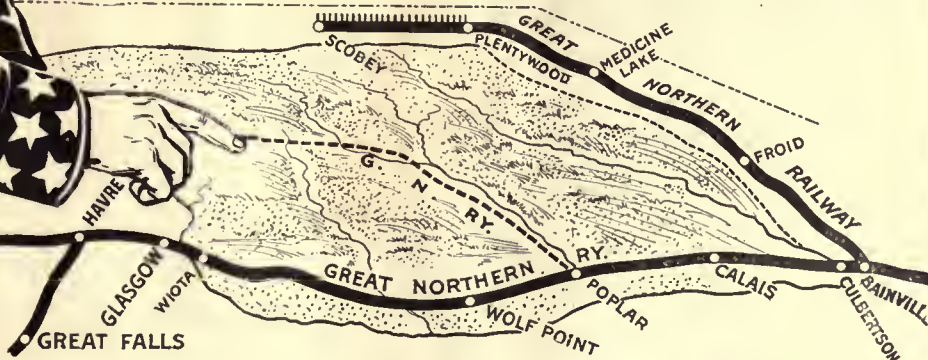 GREAT NORTHERN RAILWAY
SCOBEY
PLENTYWOOD
MEDICINE
LAKE
FROID
G N RY.
HAVRE
GLASGOW
WIOTA
GREAT NORTHERN RY.
WOLF POINT
POPLAR
CALAIS
CULBERTSON
BAINVILL
GREAT FALLS